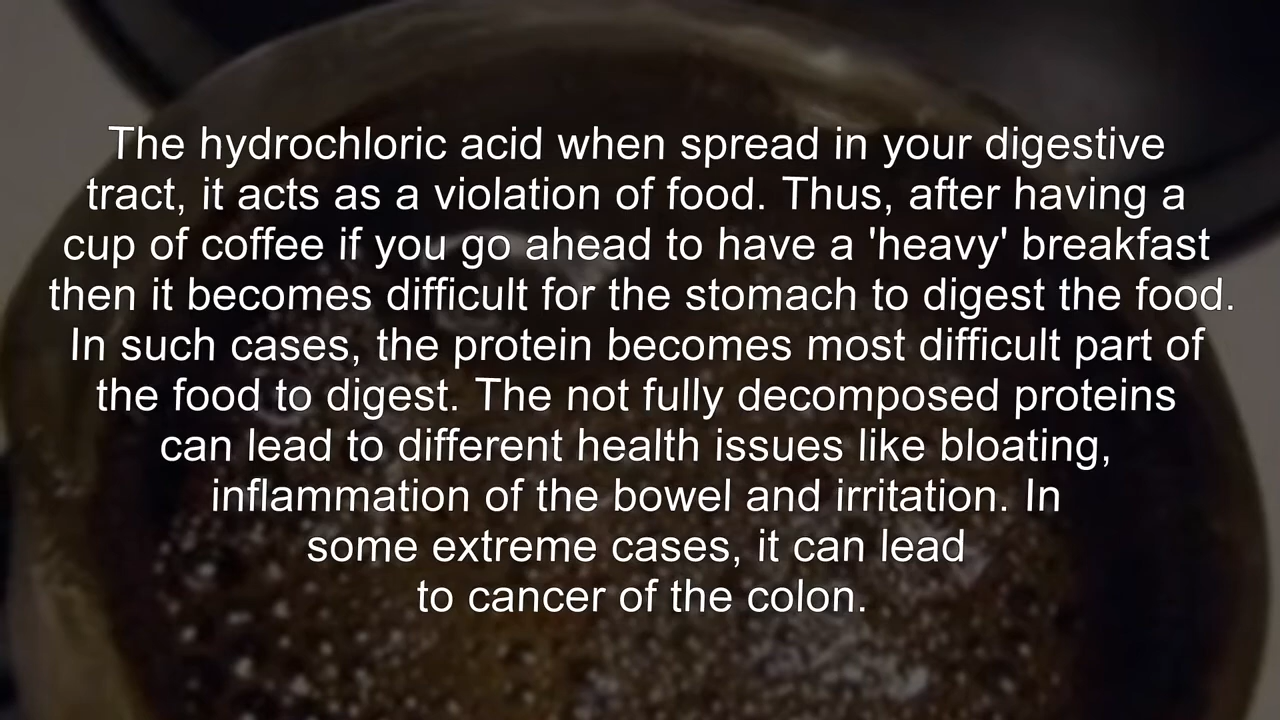 The hydrochloric acid when spread in your digestive
tract, it acts as a violation of food. Thus, after having a
cup of coffee if you go ahead to have a 'heavy' breakfast
then it becomes difficult for the stomach to digest the food.
In such cases, the protein becomes most difficult part of
the food to digest. The not fully decomposed proteins
can lead to different health issues like bloating,
inflammation of the bowel and irritation. In
some extreme cases, it can lead
to cancer of the colon.